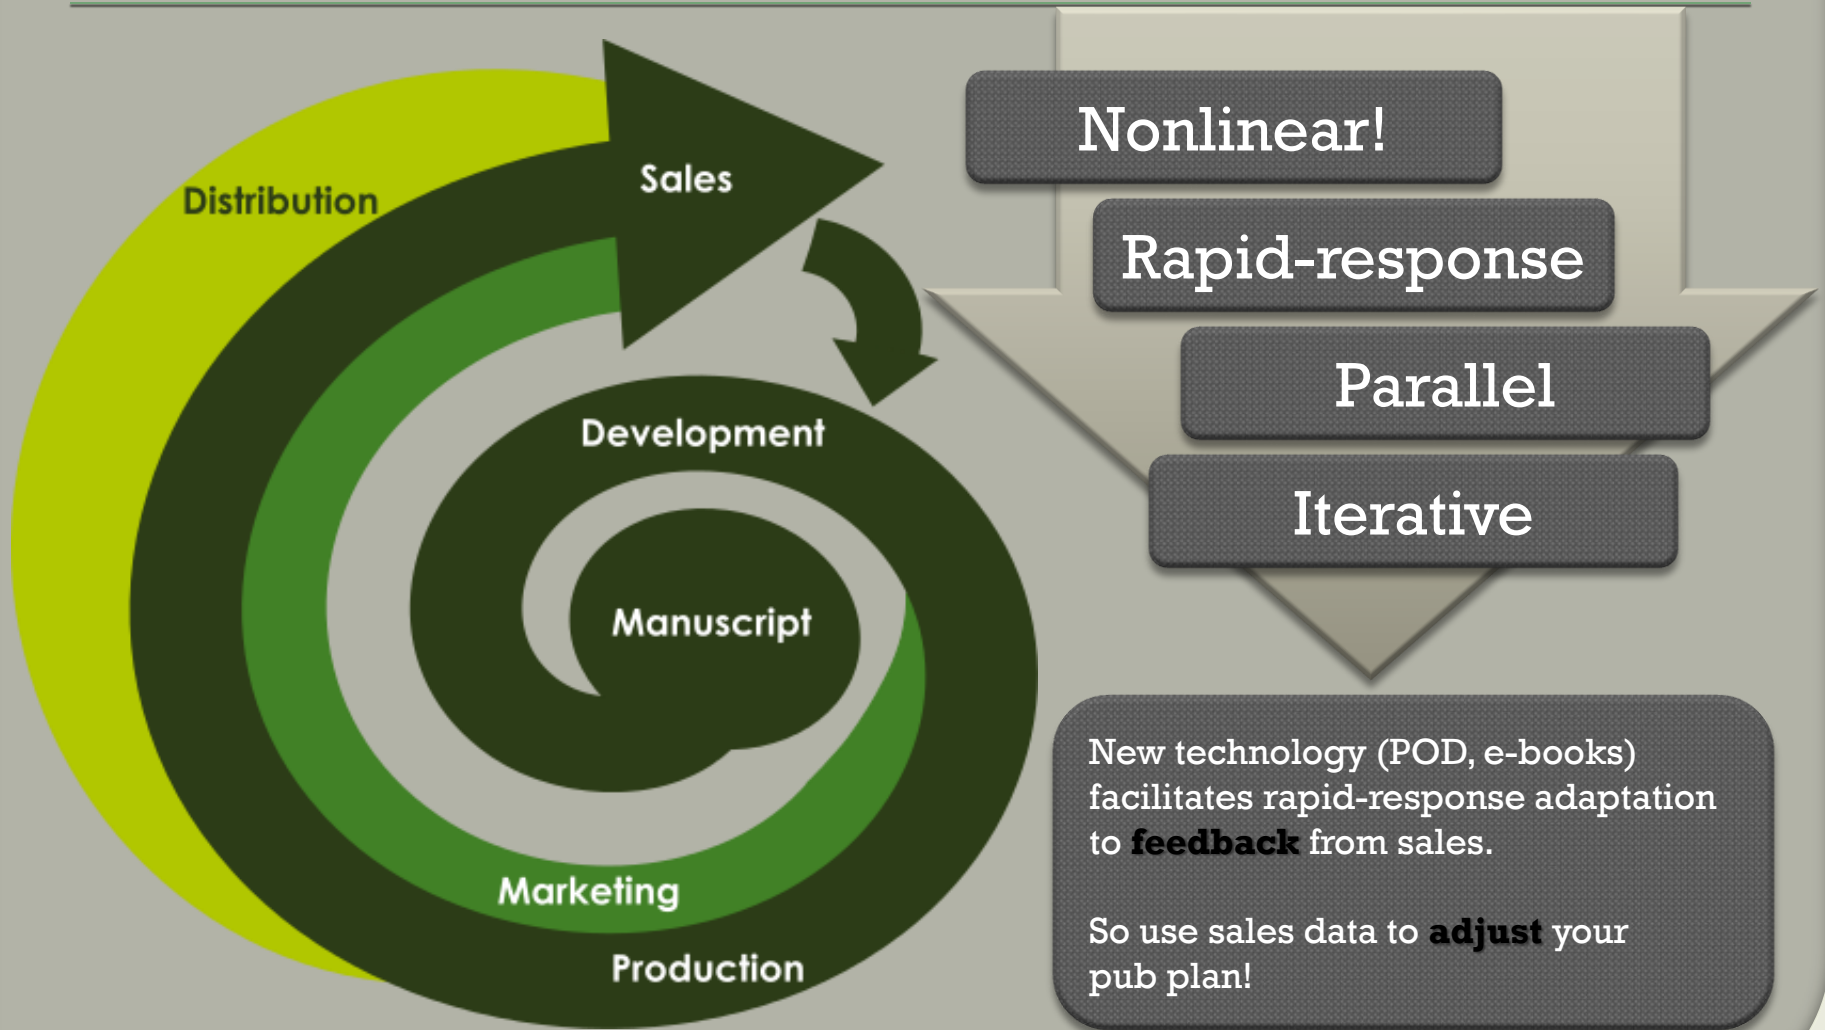 Distribution
Sales
Development
Manuscript
Marketing
Production
Nonlinear!
Rapid-response
Parallel
Iterative
New technology (POD, e-books)
facilitates rapid-response adaptation
to feedback from sales.
So use sales data to adjust your
pub plan!